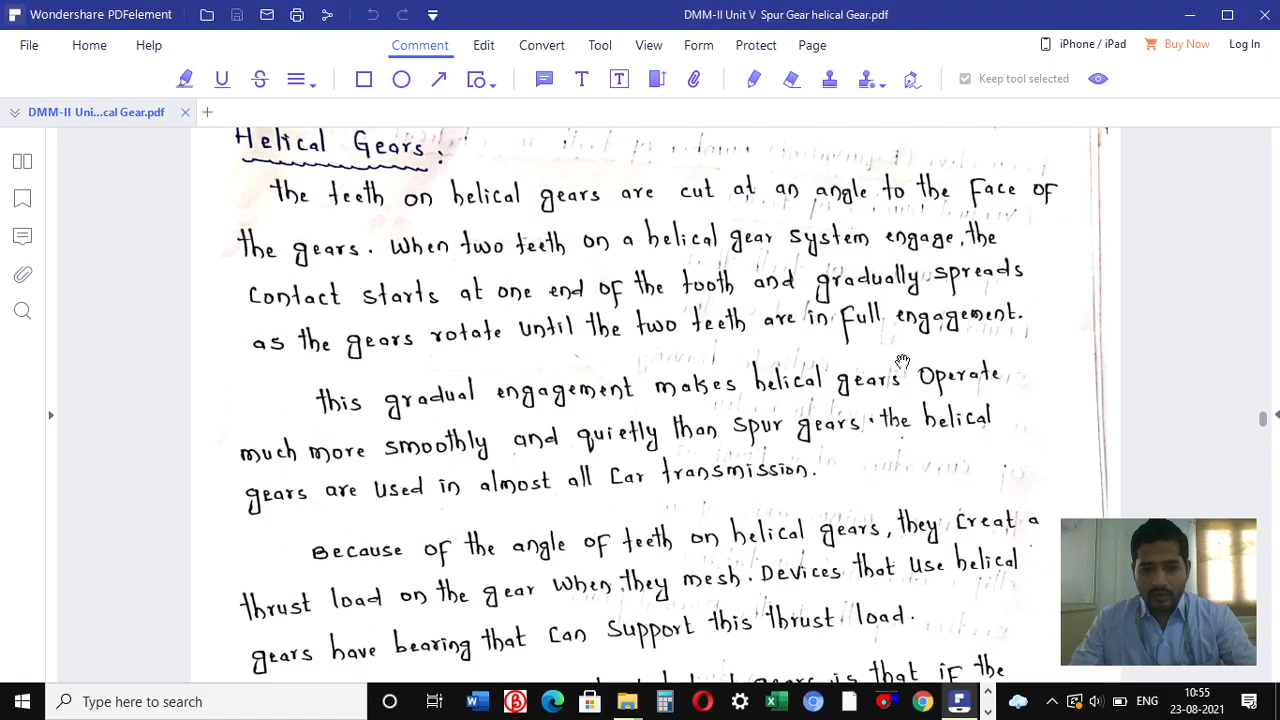 Wondershare PDFelement
DMM-II Unit V Spur Gear helical Gear.pdf
File Home Help Comment Edit Convert Tool View Form Protect Page iPhone / iPad Buy Now Log In
Keep tool selected
DMM-II Uni...cal Gear.pdf
Helical Gears:
The teeth on helical gears are cut at an angle to the Face of
the gears. When two teeth on a helical gear system engage, the
Contact starts at one end of the tooth and gradually spreads
as the gears rotate until the two teeth are in full engagement.
This gradual engagement makes helical gears Operate
much more smoothly and quietly than spur gears. the helical
gears are used in almost all Car transmission.
Because of the angle of teeth on helical gears, they creat a
thrust load on the gear when they mesh. Devices that use helical
gears have bearing that can support this thrust load.
gears is that if the
Type here to search
ENG
10:55
23-08-2021